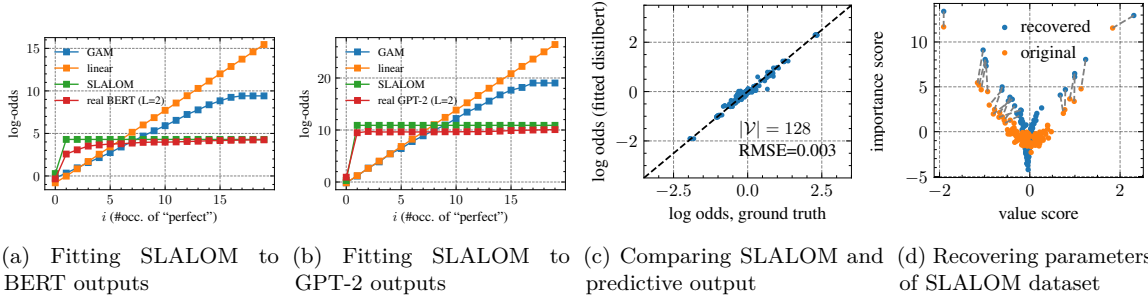 log-odds
15
10
5
0
GAM
linear
SLALOM
real BERT (L=2)
0
5
10
15
i (#occ. of “perfect”)
(a) Fitting SLALOM to
BERT outputs
log-odds
20
10
0
GAM
linear
SLALOM
real GPT-2 (L=2)
0
5
10
15
i (#occ. of “perfect”)
(b) Fitting SLALOM to
GPT-2 outputs
log odds (fitted distilbert)
2
0
−2
|𝒱| = 128
RMSE=0.003
−2.5
0.0
2.5
log odds, ground truth
(c) Comparing SLALOM and
predictive output
importance score
15
10
5
0
−5
recovered
original
−2
0
2
value score
(d) Recovering parameters
of SLALOM dataset